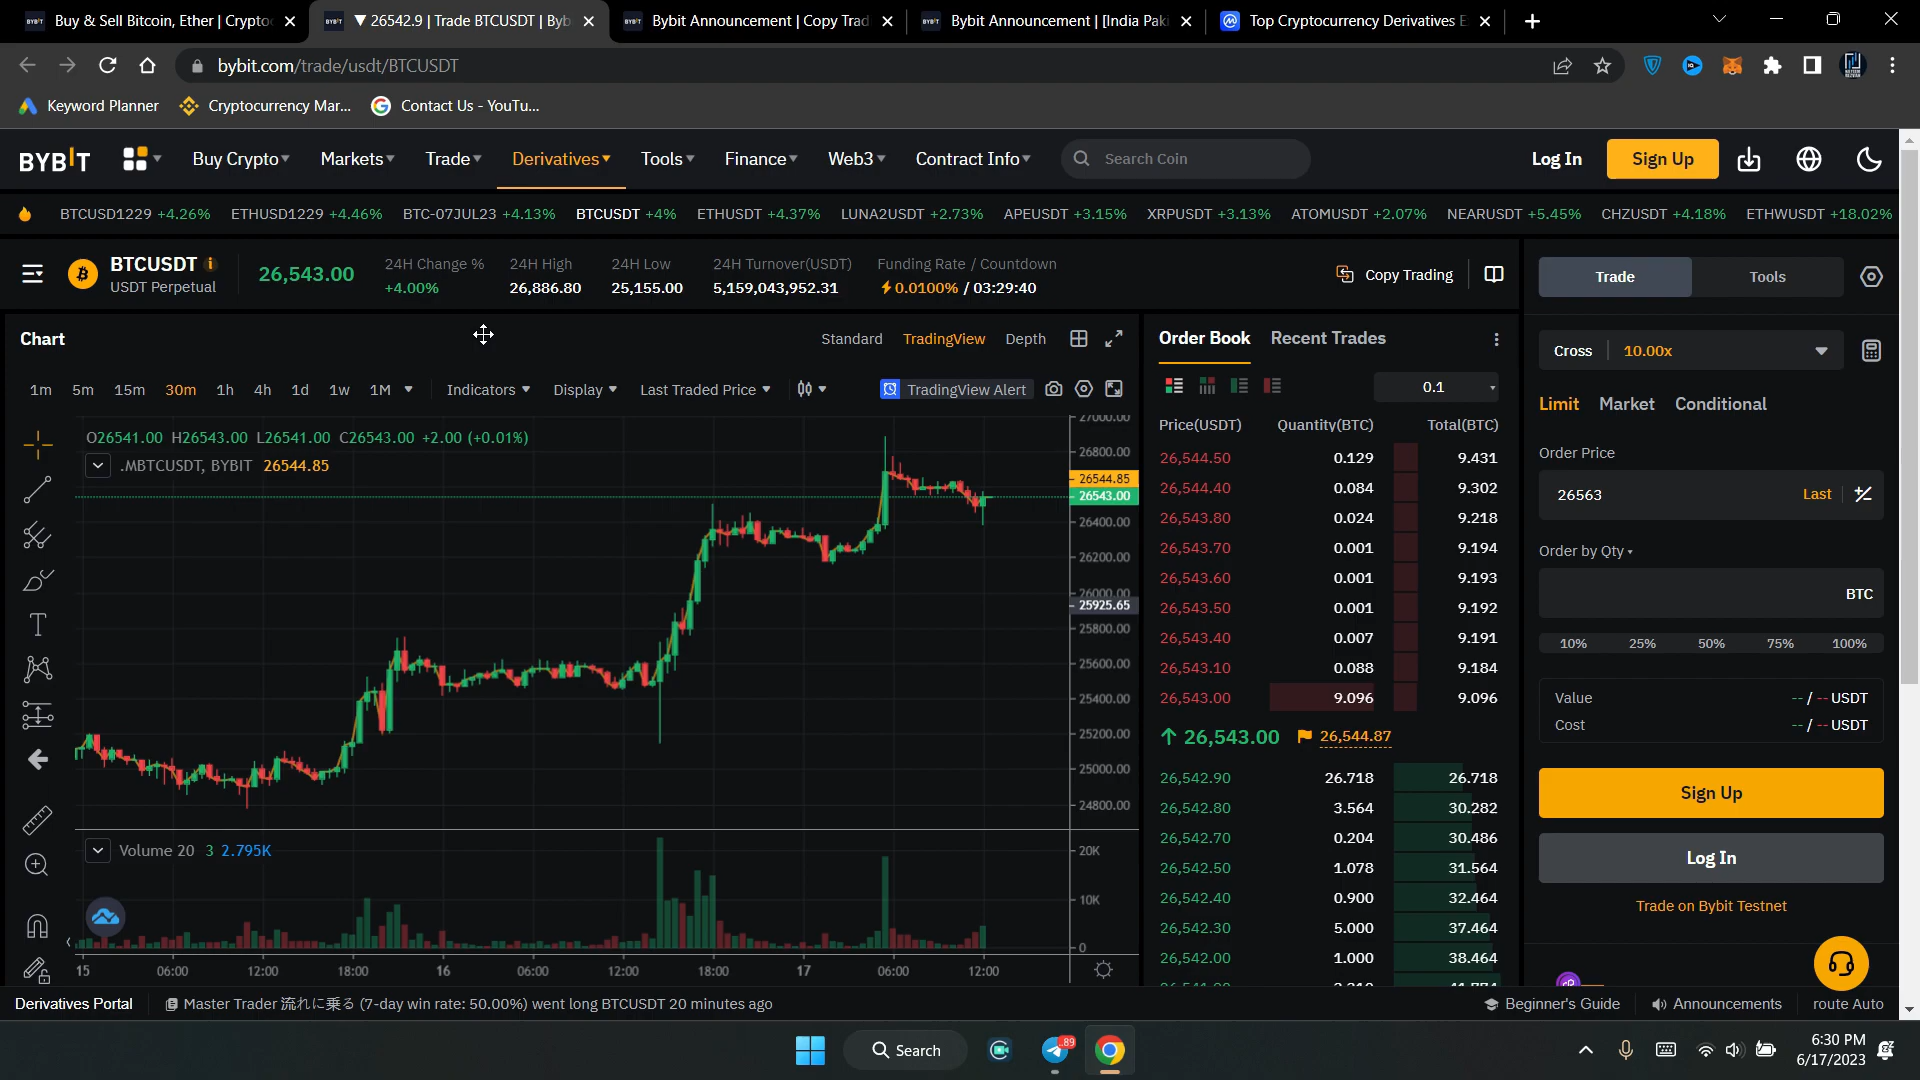 Buy & Sell Bitcoin, Ether | Crypto
▼ 26542.9 | Trade BTCUSDT | Byb
Bybit Announcement | Copy Trad
Bybit Announcement | [India Pak
Top Cryptocurrency Derivatives E
bybit.com/trade/usdt/BTCUSDT
Keyword Planner
Cryptocurrency Mar...
Contact Us - YouTu...
BYBIT
Buy Crypto
Markets
Trade
Derivatives
Tools
Finance
Web3
Contract Info
Search Coin
Log In
Sign Up
BTCUSD1229 +4.26%
ETHUSD1229 +4.46%
BTC-07JUL23 +4.13%
BTCUSDT +4%
ETHUSDT +4.37%
LUNA2USDT +2.73%
APEUSDT +3.15%
XRPUSDT +3.13%
ATOMUSDT +2.07%
NEARUSDT +5.45%
CHZUSDT +4.18%
ETHWUSDT +18.02%
BTCUSDT
USDT Perpetual
26,543.00
24H Change %
+4.00%
24H High
26,886.80
24H Low
25,155.00
24H Turnover(USDT)
5,159,043,952.31
Funding Rate / Countdown
0.0100% / 03:29:40
Copy Trading
Trade
Tools
Chart
Standard
TradingView
Depth
1m 5m 15m 30m 1h 4h 1d 1w 1M
Indicators
Display
Last Traded Price
TradingView Alert
O26541.00 H26543.00 L26541.00 C26543.00 +2.00 (+0.01%)
.MBTCUSDT, BYBIT 26544.85
27000.00
26800.00
26544.85
26543.00
26400.00
26200.00
26000.00
25925.65
25800.00
25600.00
25400.00
25200.00
25000.00
24800.00
Volume 20 3 2.795K
20K
10K
0
15 06:00 12:00 18:00 16 06:00 12:00 18:00 17 06:00 12:00
Order Book
Recent Trades
0.1
Price(USDT) Quantity(BTC) Total(BTC)
26,544.50 0.129 9.431
26,544.40 0.084 9.302
26,543.80 0.024 9.218
26,543.70 0.001 9.194
26,543.60 0.001 9.193
26,543.50 0.001 9.192
26,543.40 0.007 9.191
26,543.10 0.088 9.184
26,543.00 9.096 9.096
26,543.00 26,544.87
26,542.90 26.718 26.718
26,542.80 3.564 30.282
26,542.70 0.204 30.486
26,542.50 1.078 31.564
26,542.40 0.900 32.464
26,542.30 5.000 37.464
26,542.00 1.000 38.464
Cross 10.00x
Limit Market Conditional
Order Price
26563 Last
Order by Qty
BTC
10% 25% 50% 75% 100%
Value -- / -- USDT
Cost -- / -- USDT
Sign Up
Log In
Trade on Bybit Testnet
Derivatives Portal
Master Trader 流れに乗る (7-day win rate: 50.00%) went long BTCUSDT 20 minutes ago
Beginner's Guide
Announcements
route Auto
Search
89
6:30 PM
6/17/2023